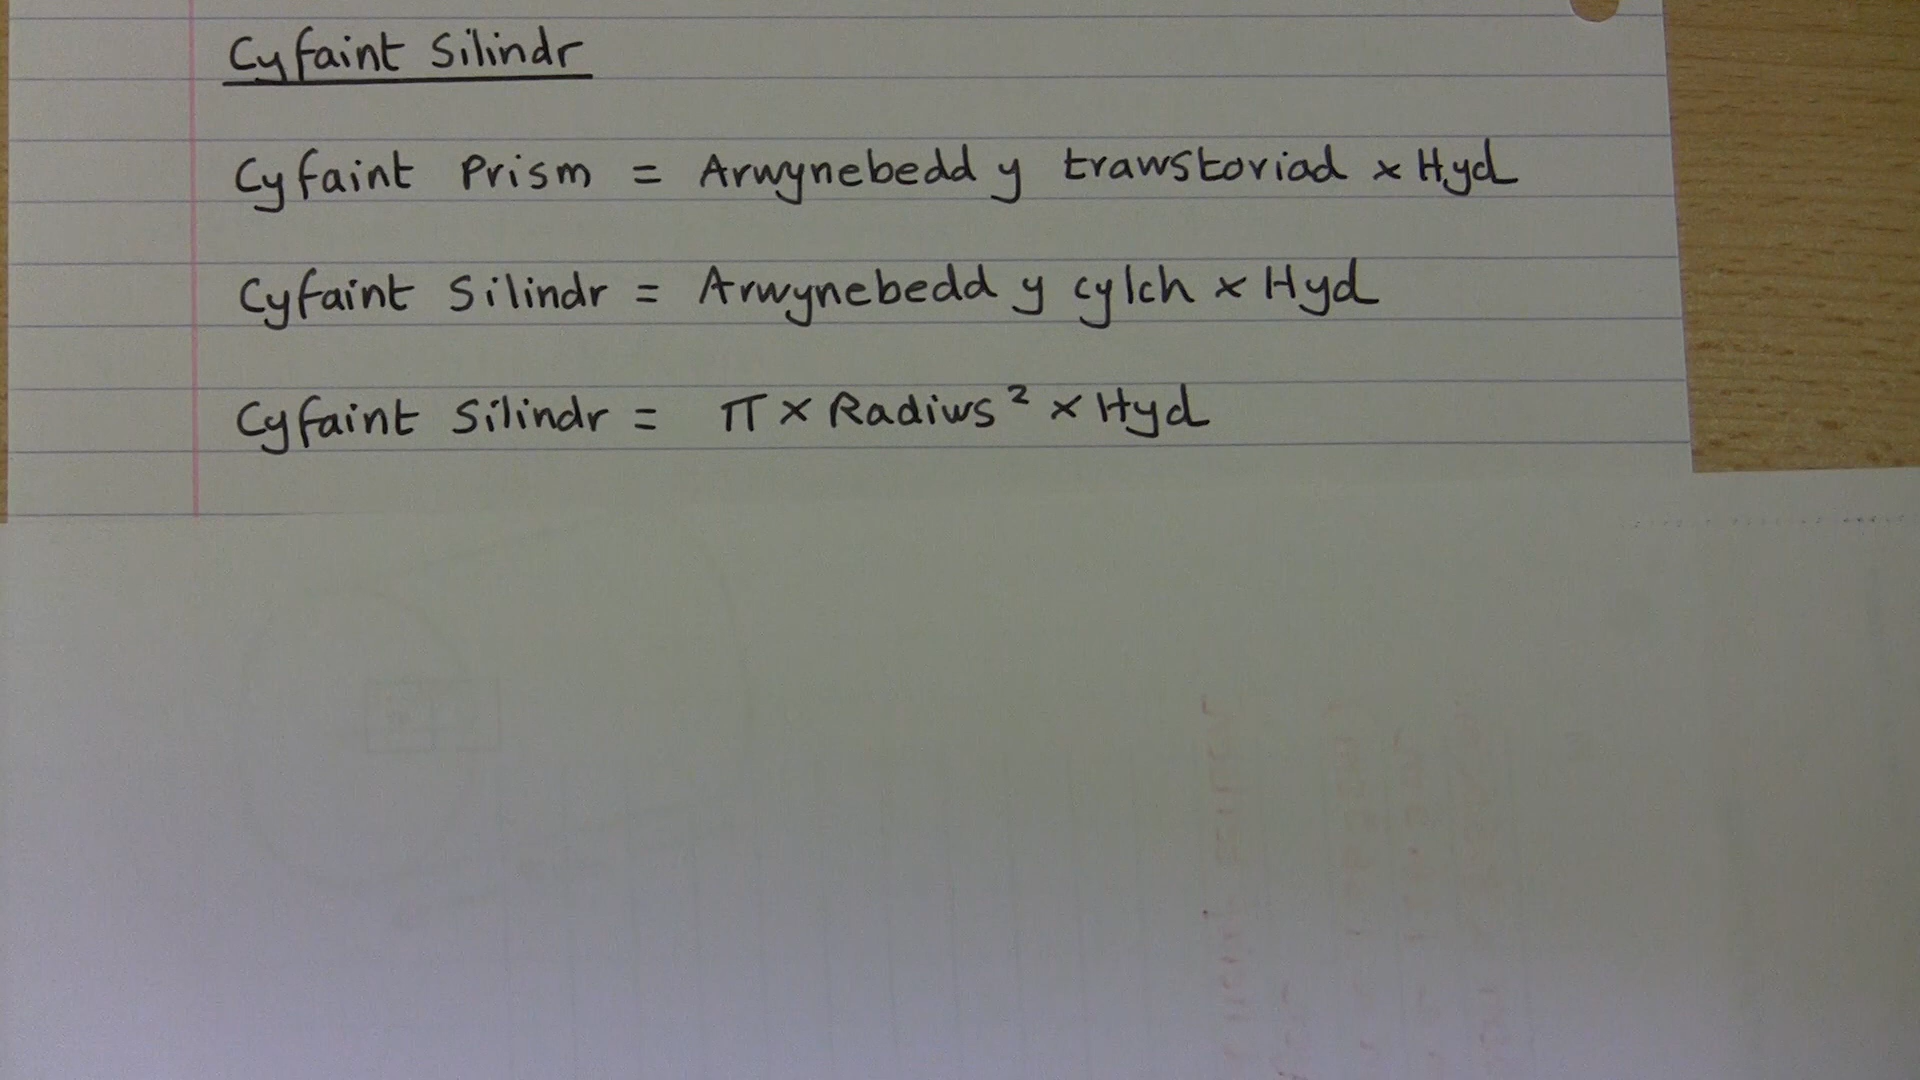 Cyfaint Silindr
Cyfaint Prism = Arwynebedd y trawstoriad × Hyd
Cyfaint Silindr = Arwynebedd y cylch × Hyd
Cyfaint Silindr = π × Radiws² × Hyd